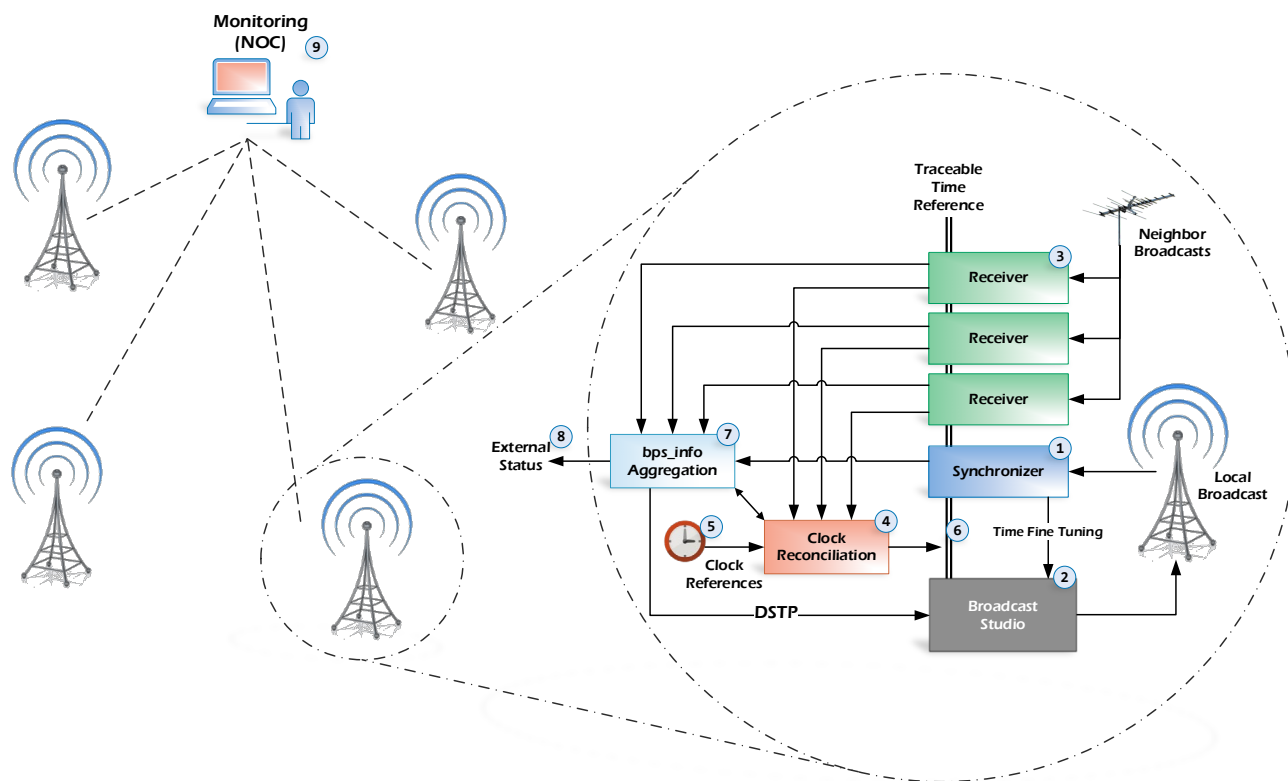 Monitoring
(NOC)
9
Traceable
Time
Reference
Neighbor
Broadcasts
3
Receiver
Receiver
Receiver
8
External
Status
7
bps_info
Aggregation
1
Synchronizer
Local
Broadcast
5
Clock
References
4
Clock
Reconciliation
6
Time Fine Tuning
2
DSTP
Broadcast
Studio